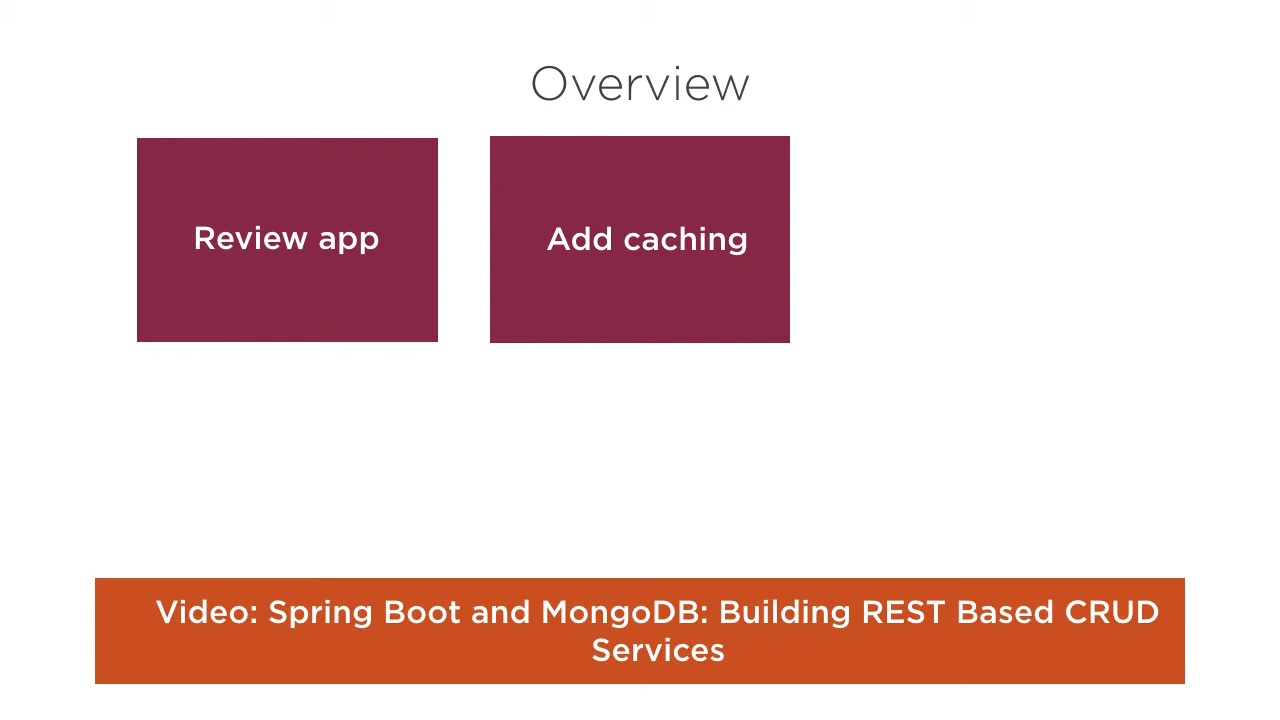 Overview
Review app
Add caching
Video: Spring Boot and MongoDB: Building REST Based CRUD
Services